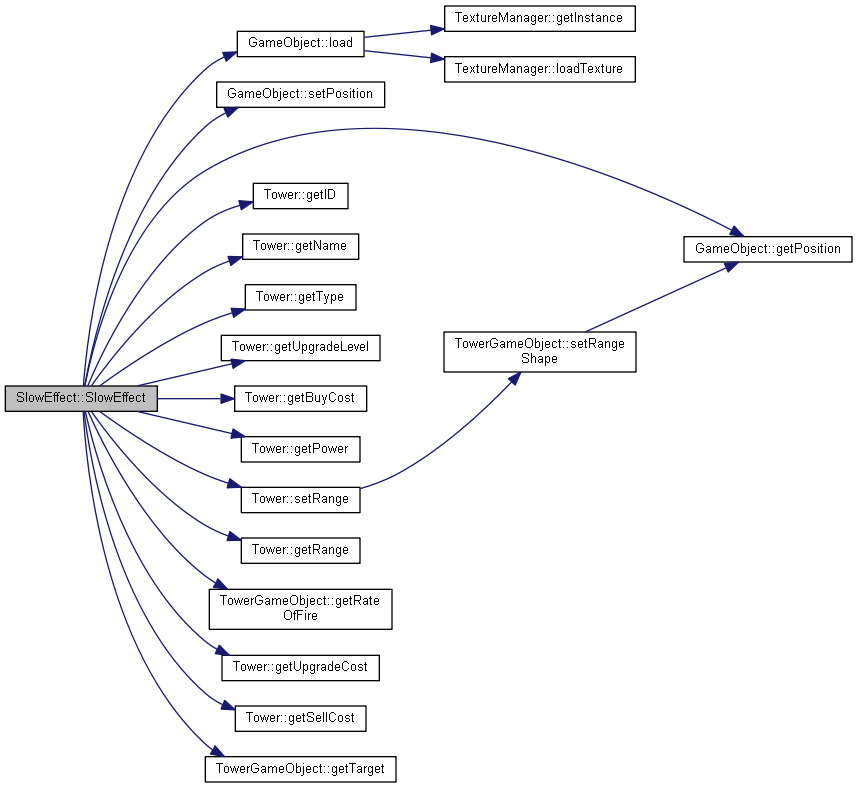 TextureManager::getInstance
GameObject::load
TextureManager::loadTexture
GameObject::setPosition
Tower::getID
Tower::getName
GameObject::getPosition
Tower::getType
Tower::getUpgradeLevel
TowerGameObject::setRange
Shape
SlowEffect::SlowEffect
Tower::getBuyCost
Tower::getPower
Tower::setRange
Tower::getRange
TowerGameObject::getRate
OfFire
Tower::getUpgradeCost
Tower::getSellCost
TowerGameObject::getTarget